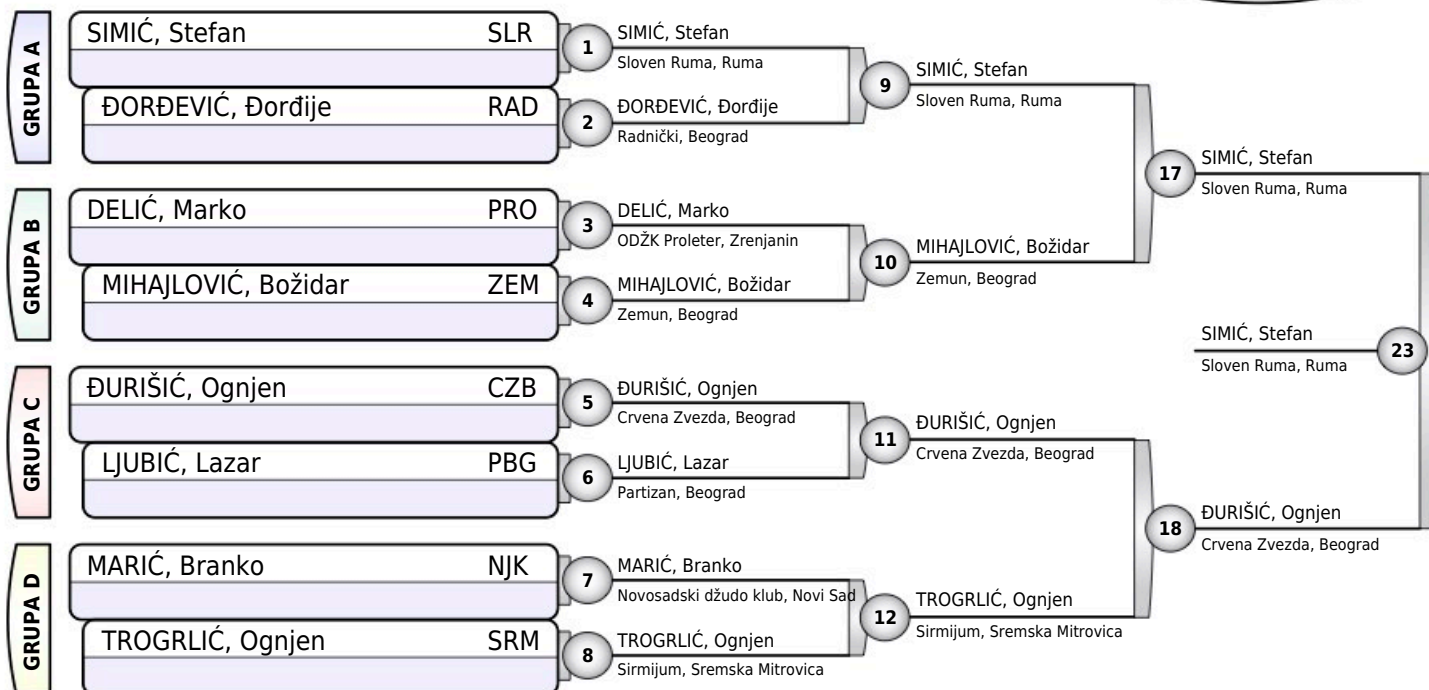 GRUPA A
SIMIĆ, Stefan SLR
ĐORĐEVIĆ, Đorđije RAD
GRUPA B
DELIĆ, Marko PRO
MIHAJLOVIĆ, Božidar ZEM
GRUPA C
ĐURIŠIĆ, Ognjen CZB
LJUBIĆ, Lazar PBG
GRUPA D
MARIĆ, Branko NJK
TROGRLIĆ, Ognjen SRM
1
SIMIĆ, Stefan
Sloven Ruma, Ruma
2
ĐORĐEVIĆ, Đorđije
Radnički, Beograd
3
DELIĆ, Marko
ODŽK Proleter, Zrenjanin
4
MIHAJLOVIĆ, Božidar
Zemun, Beograd
5
ĐURIŠIĆ, Ognjen
Crvena Zvezda, Beograd
6
LJUBIĆ, Lazar
Partizan, Beograd
7
MARIĆ, Branko
Novosadski džudo klub, Novi Sad
8
TROGRLIĆ, Ognjen
Sirmijum, Sremska Mitrovica
9
SIMIĆ, Stefan
Sloven Ruma, Ruma
10
MIHAJLOVIĆ, Božidar
Zemun, Beograd
11
ĐURIŠIĆ, Ognjen
Crvena Zvezda, Beograd
12
TROGRLIĆ, Ognjen
Sirmijum, Sremska Mitrovica
17
SIMIĆ, Stefan
Sloven Ruma, Ruma
18
ĐURIŠIĆ, Ognjen
Crvena Zvezda, Beograd
SIMIĆ, Stefan
Sloven Ruma, Ruma
23